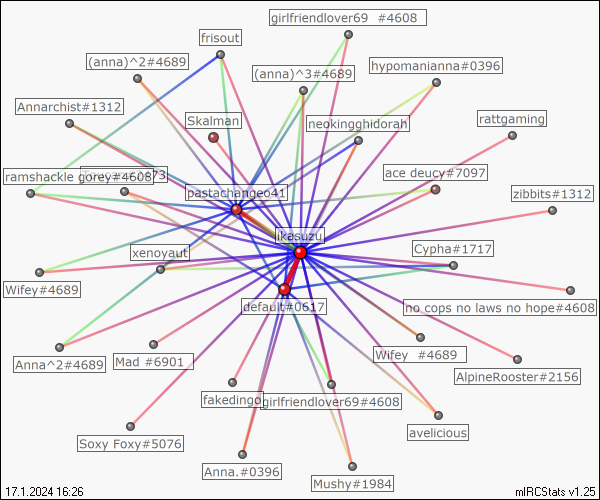 girlfriendlover69 #4608
frisout
(anna)^2#4689
(anna)^3#4689
hypomanianna#0396
Annarchist#1312
Skalman
neokingghidorah
rattgaming
ramshackle gorey#4608
ace deucy#7097
pastachange041
zibbits#1312
ikasuzu
xenoyaut
Cypha#1717
Wifey#4689
default#0617
no cops no laws no hope#4608
Anna^2#4689
Mad #6901
Wifey #4689
AlpineRooster#2156
fakedingo
girlfriendlover69#4608
avelicious
Soxy Foxy#5076
Anna.#0396
Mushy#1984
17.1.2024 16:26
mIRCStats v1.25